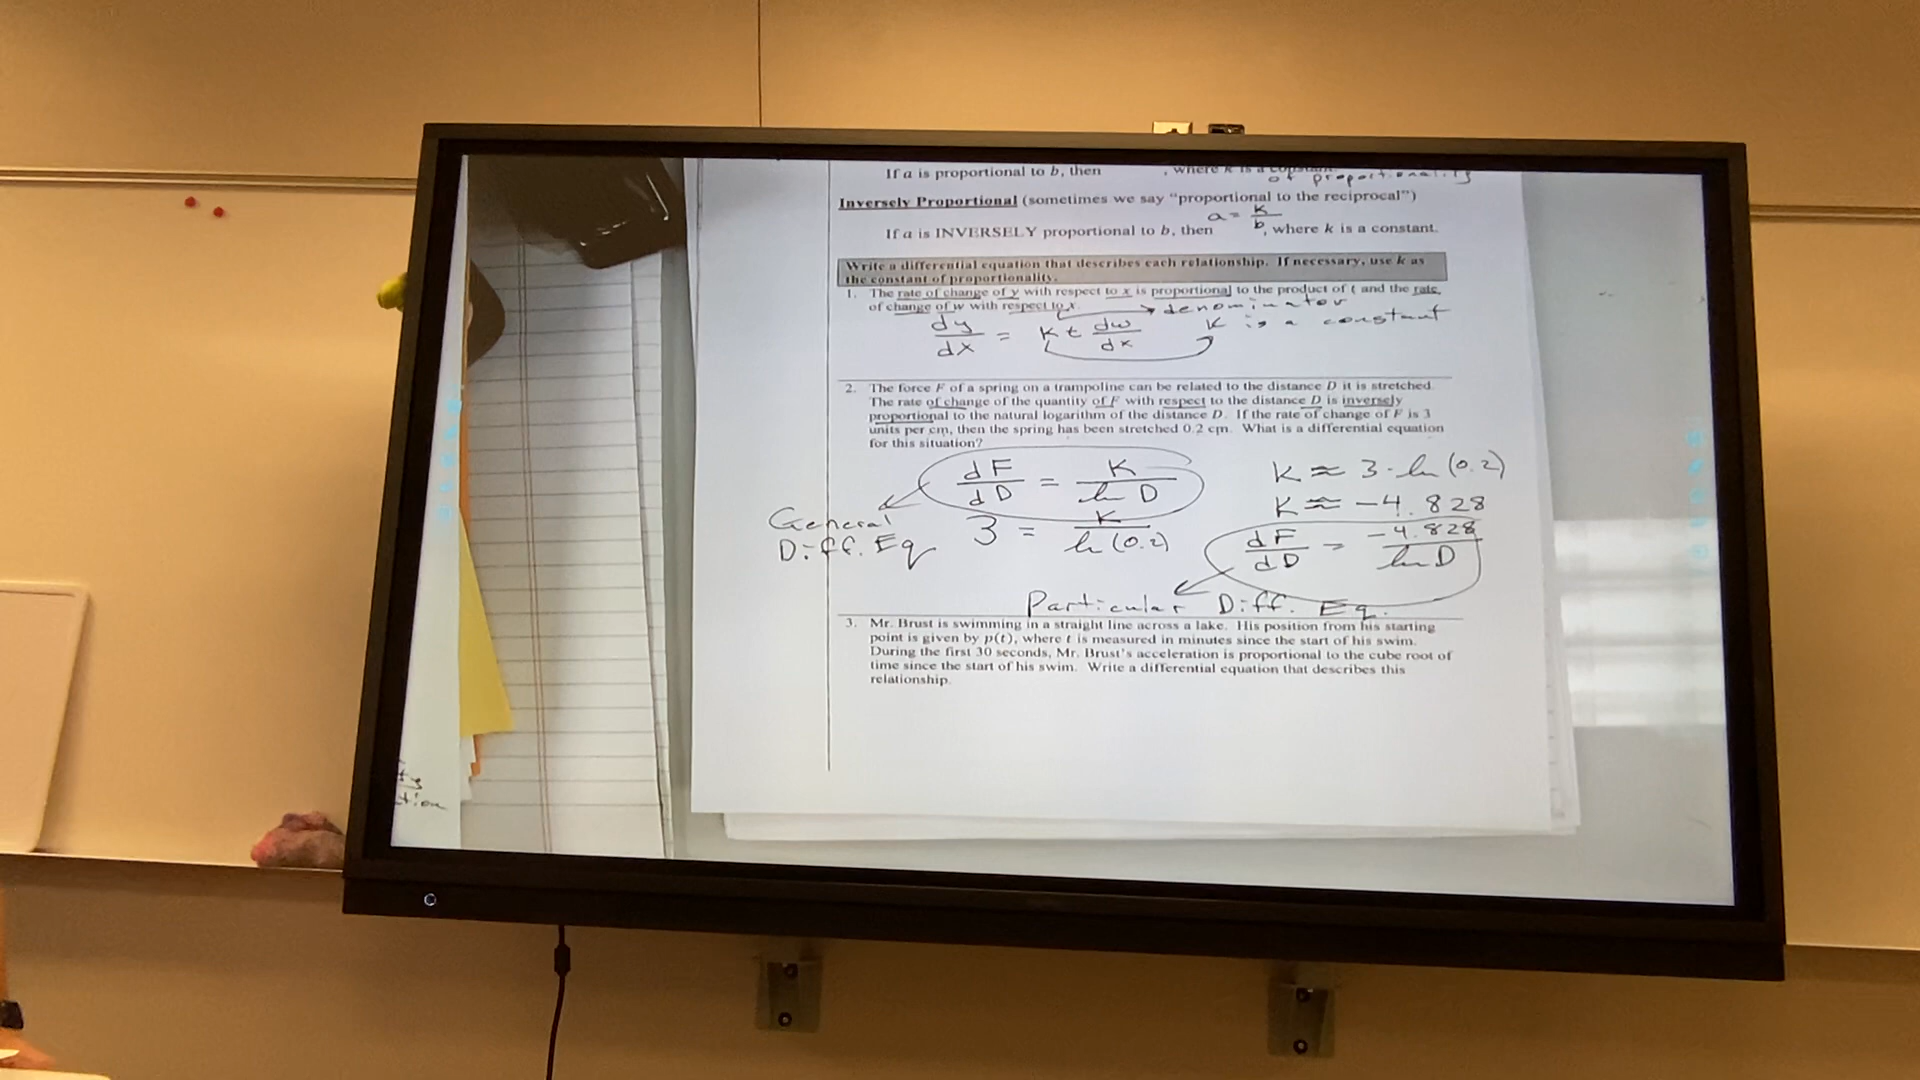 If a is proportional to b, then , where k is a constant.
of proportionality
Inversely Proportional (sometimes we say "proportional to the reciprocal")
If a is INVERSELY proportional to b, then a = k/b, where k is a constant.
Write a differential equation that describes each relationship. If necessary, use k as
the constant of proportionality.
1. The rate of change of y with respect to x is proportional to the product of t and the rate
of change of w with respect to x.
→ denominator
dy/dx = kt dw/dx
K is a constant
2. The force F of a spring on a trampoline can be related to the distance D it is stretched.
The rate of change of the quantity of F with respect to the distance D is inversely
proportional to the natural logarithm of the distance D. If the rate of change of F is 3
units per cm, then the spring has been stretched 0.2 cm. What is a differential equation
for this situation?
dF/dD = K/ln D
General
Diff. Eq
3 = K/ln(0.2)
K ≈ 3·ln(0.2)
K ≈ -4.828
dF/dD = -4.828/ln D
Particular Diff. Eq.
3. Mr. Brust is swimming in a straight line across a lake. His position from his starting
point is given by p(t), where t is measured in minutes since the start of his swim.
During the first 30 seconds, Mr. Brust's acceleration is proportional to the cube root of
time since the start of his swim. Write a differential equation that describes this
relationship.